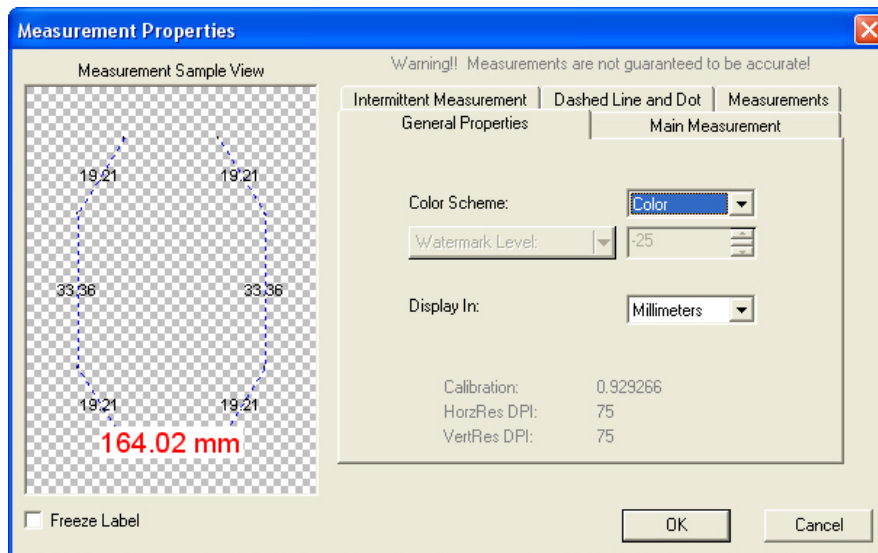 Measurement Properties
Measurement Sample View
Warning!! Measurements are not guaranteed to be accurate!
Intermittent Measurement
Dashed Line and Dot
Measurements
General Properties
Main Measurement
19.21
19.21
33.36
33.36
19.21
19.21
164.02 mm
Color Scheme:
Color
Watermark Level:
-25
Display In:
Millimeters
Calibration: 0.929266
HorzRes DPI: 75
VertRes DPI: 75
Freeze Label
OK
Cancel